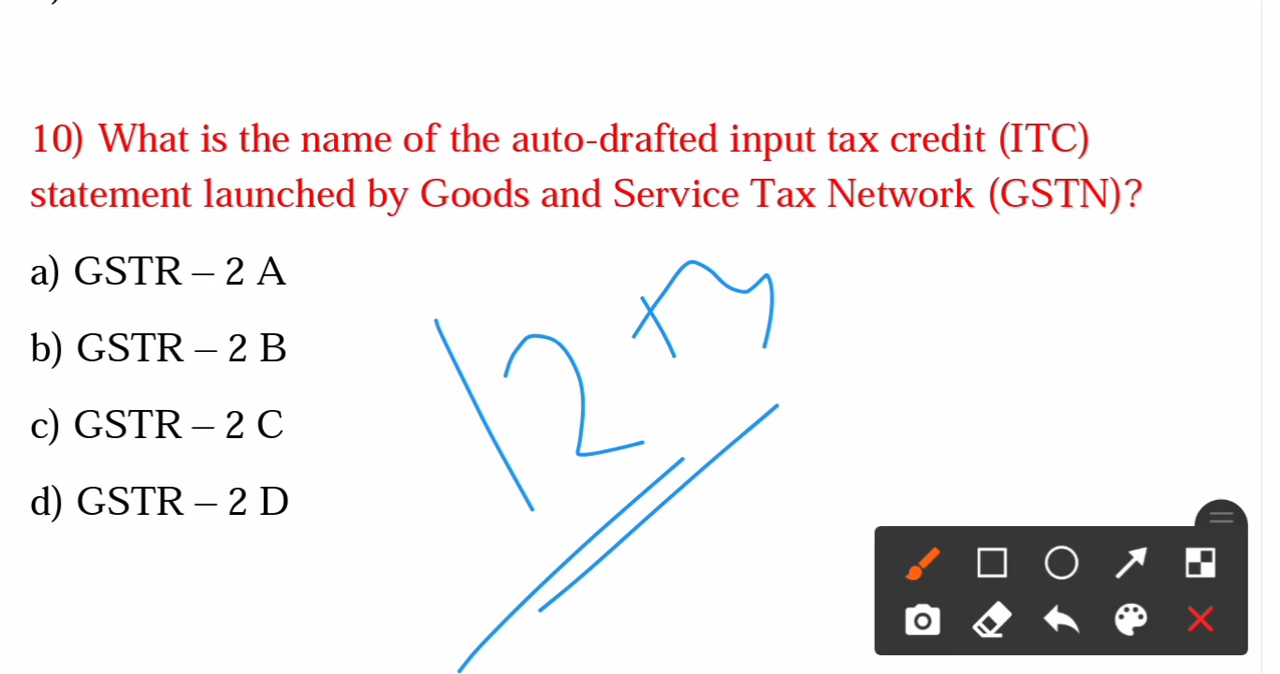 10) What is the name of the auto-drafted input tax credit (ITC)
statement launched by Goods and Service Tax Network (GSTN)?
a) GSTR – 2 A
b) GSTR – 2 B
c) GSTR – 2 C
d) GSTR – 2 D